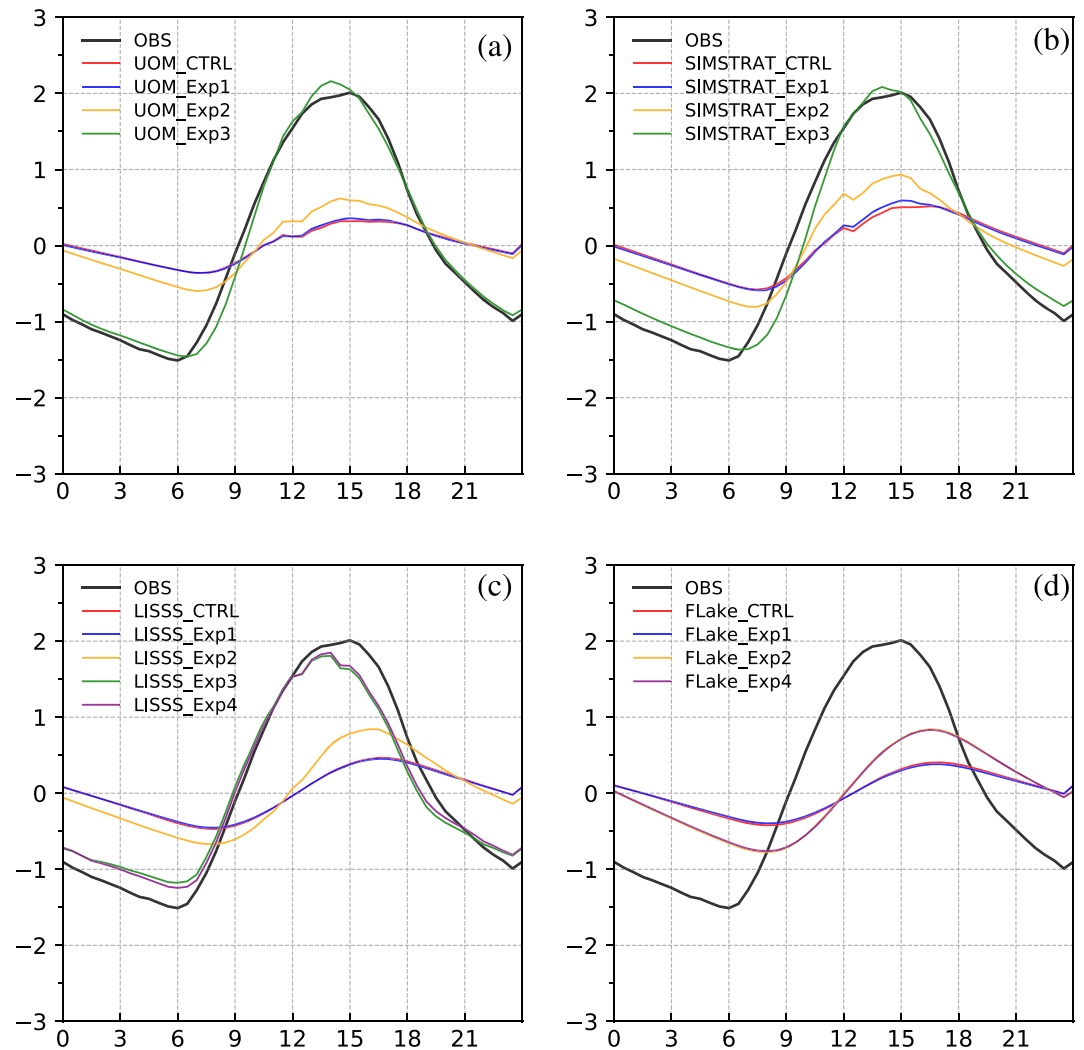 (a)
OBS
UOM_CTRL
UOM_Exp1
UOM_Exp2
UOM_Exp3
3
2
1
0
−1
−2
−3
0 3 6 9 12 15 18 21
(b)
OBS
SIMSTRAT_CTRL
SIMSTRAT_Exp1
SIMSTRAT_Exp2
SIMSTRAT_Exp3
3
2
1
0
−1
−2
−3
0 3 6 9 12 15 18 21
(c)
OBS
LISSS_CTRL
LISSS_Exp1
LISSS_Exp2
LISSS_Exp3
LISSS_Exp4
3
2
1
0
−1
−2
−3
0 3 6 9 12 15 18 21
(d)
OBS
FLake_CTRL
FLake_Exp1
FLake_Exp2
FLake_Exp4
3
2
1
0
−1
−2
−3
0 3 6 9 12 15 18 21